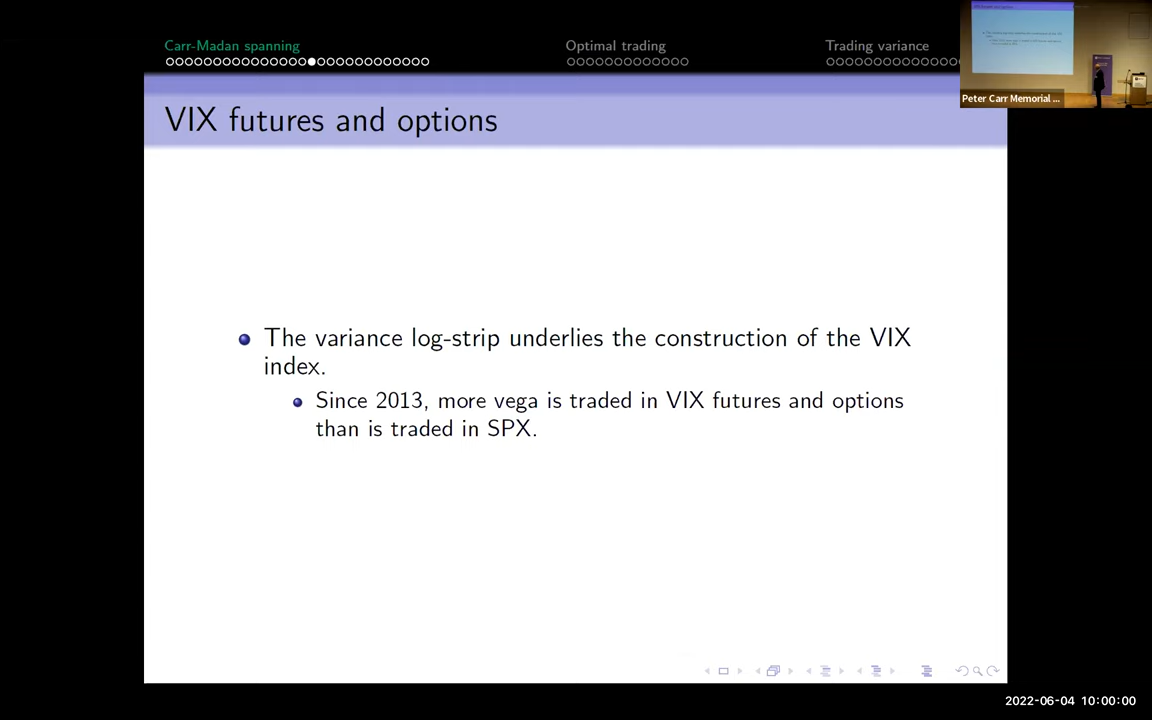 Carr-Madan spanning
Optimal trading
Trading variance
Peter Carr Memorial ...
VIX futures and options
The variance log-strip underlies the construction of the VIX
index.
Since 2013, more vega is traded in VIX futures and options
than is traded in SPX.
2022-06-04 10:00:00